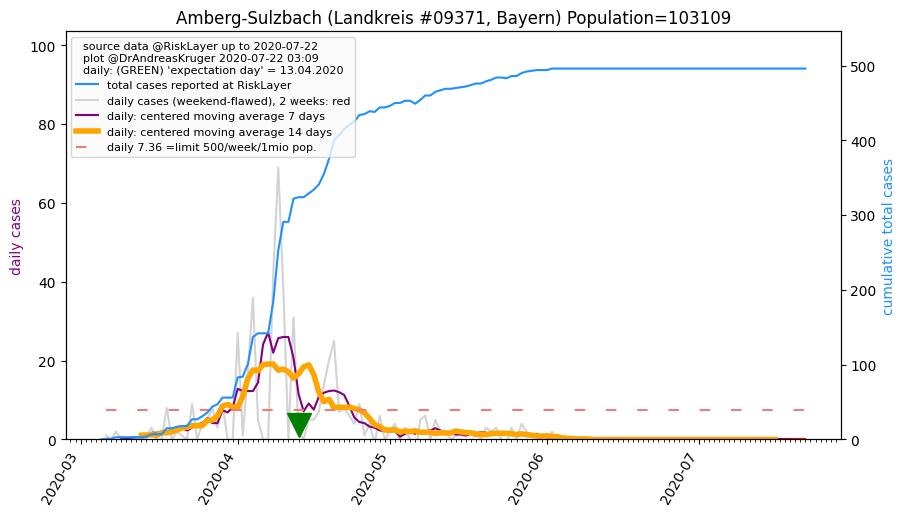 Amberg-Sulzbach (Landkreis #09371, Bayern) Population=103109
source data @RiskLayer up to 2020-07-22
plot @DrAndreasKruger 2020-07-22 03:09
daily: (GREEN) 'expectation day' = 13.04.2020
total cases reported at RiskLayer
daily cases (weekend-flawed), 2 weeks: red
daily: centered moving average 7 days
daily: centered moving average 14 days
daily 7.36 =limit 500/week/1mio pop.
daily cases
100
80
60
40
20
0
cumulative total cases
500
400
300
200
100
0
2020-03
2020-04
2020-05
2020-06
2020-07